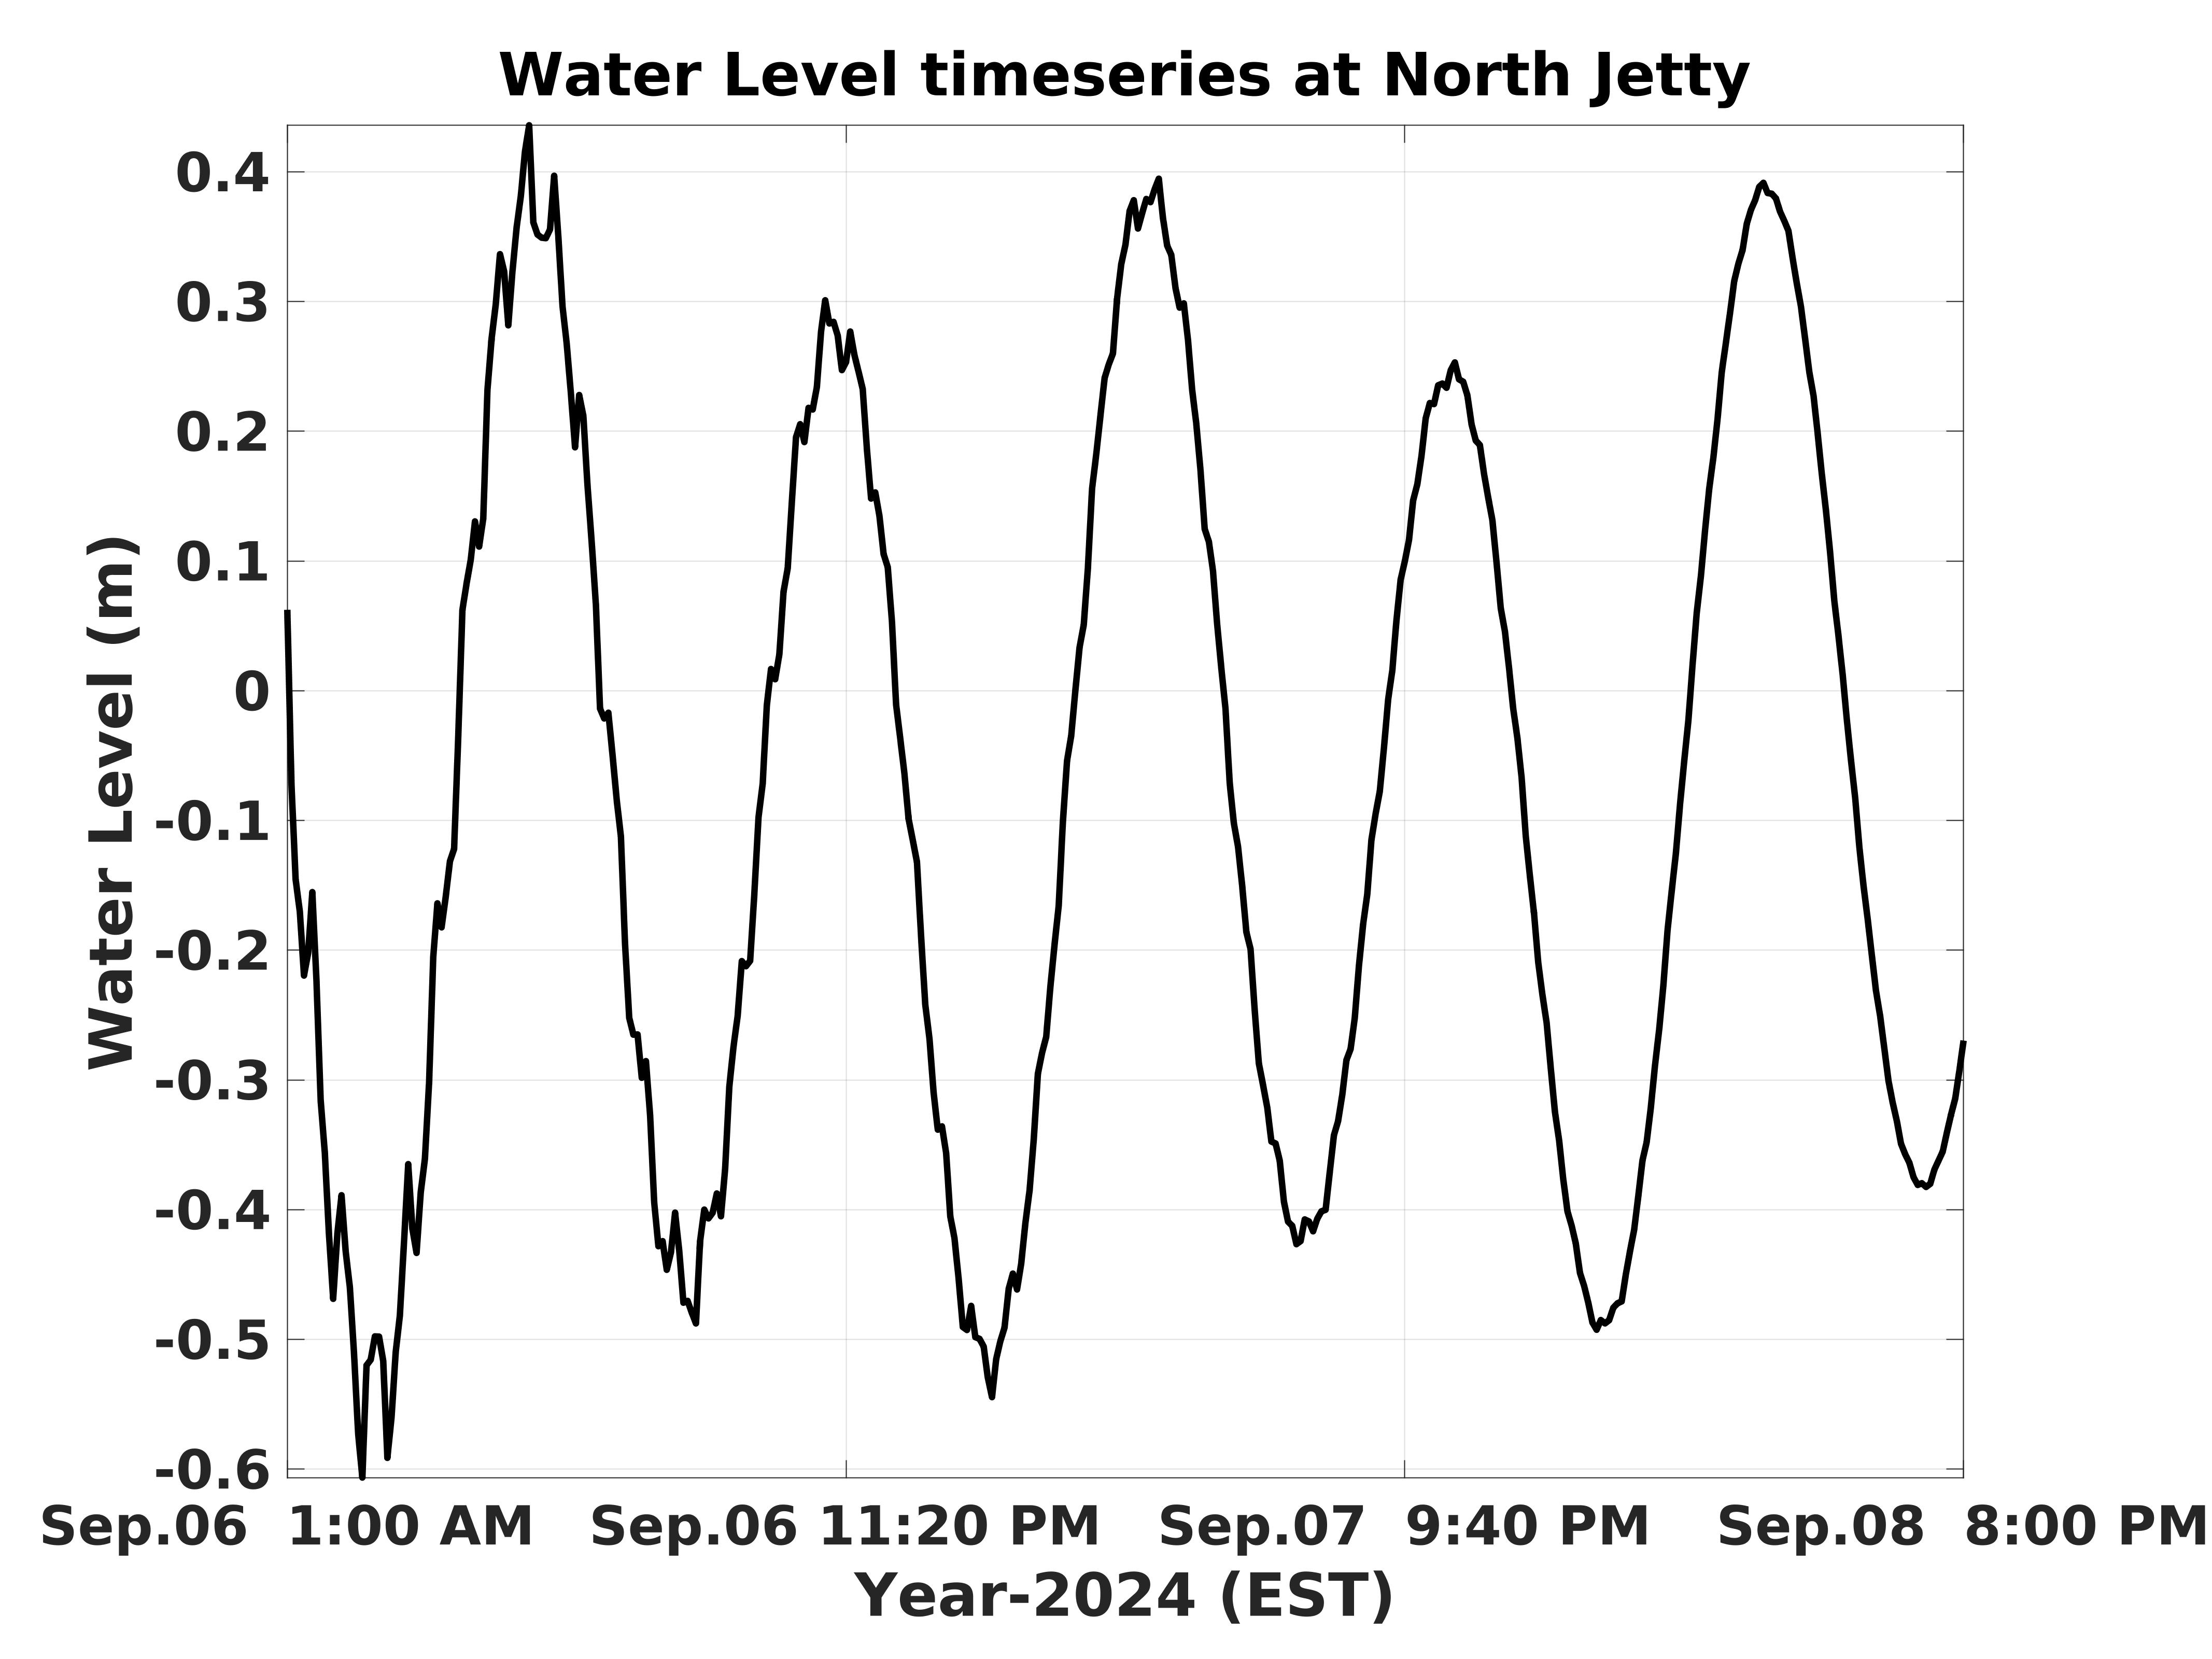 Water Level timeseries at North Jetty
Water Level (m)
0.4
0.3
0.2
0.1
0
-0.1
-0.2
-0.3
-0.4
-0.5
-0.6
Sep.06 1:00 AM Sep.06 11:20 PM Sep.07 9:40 PM Sep.08 8:00 PM
Year-2024 (EST)